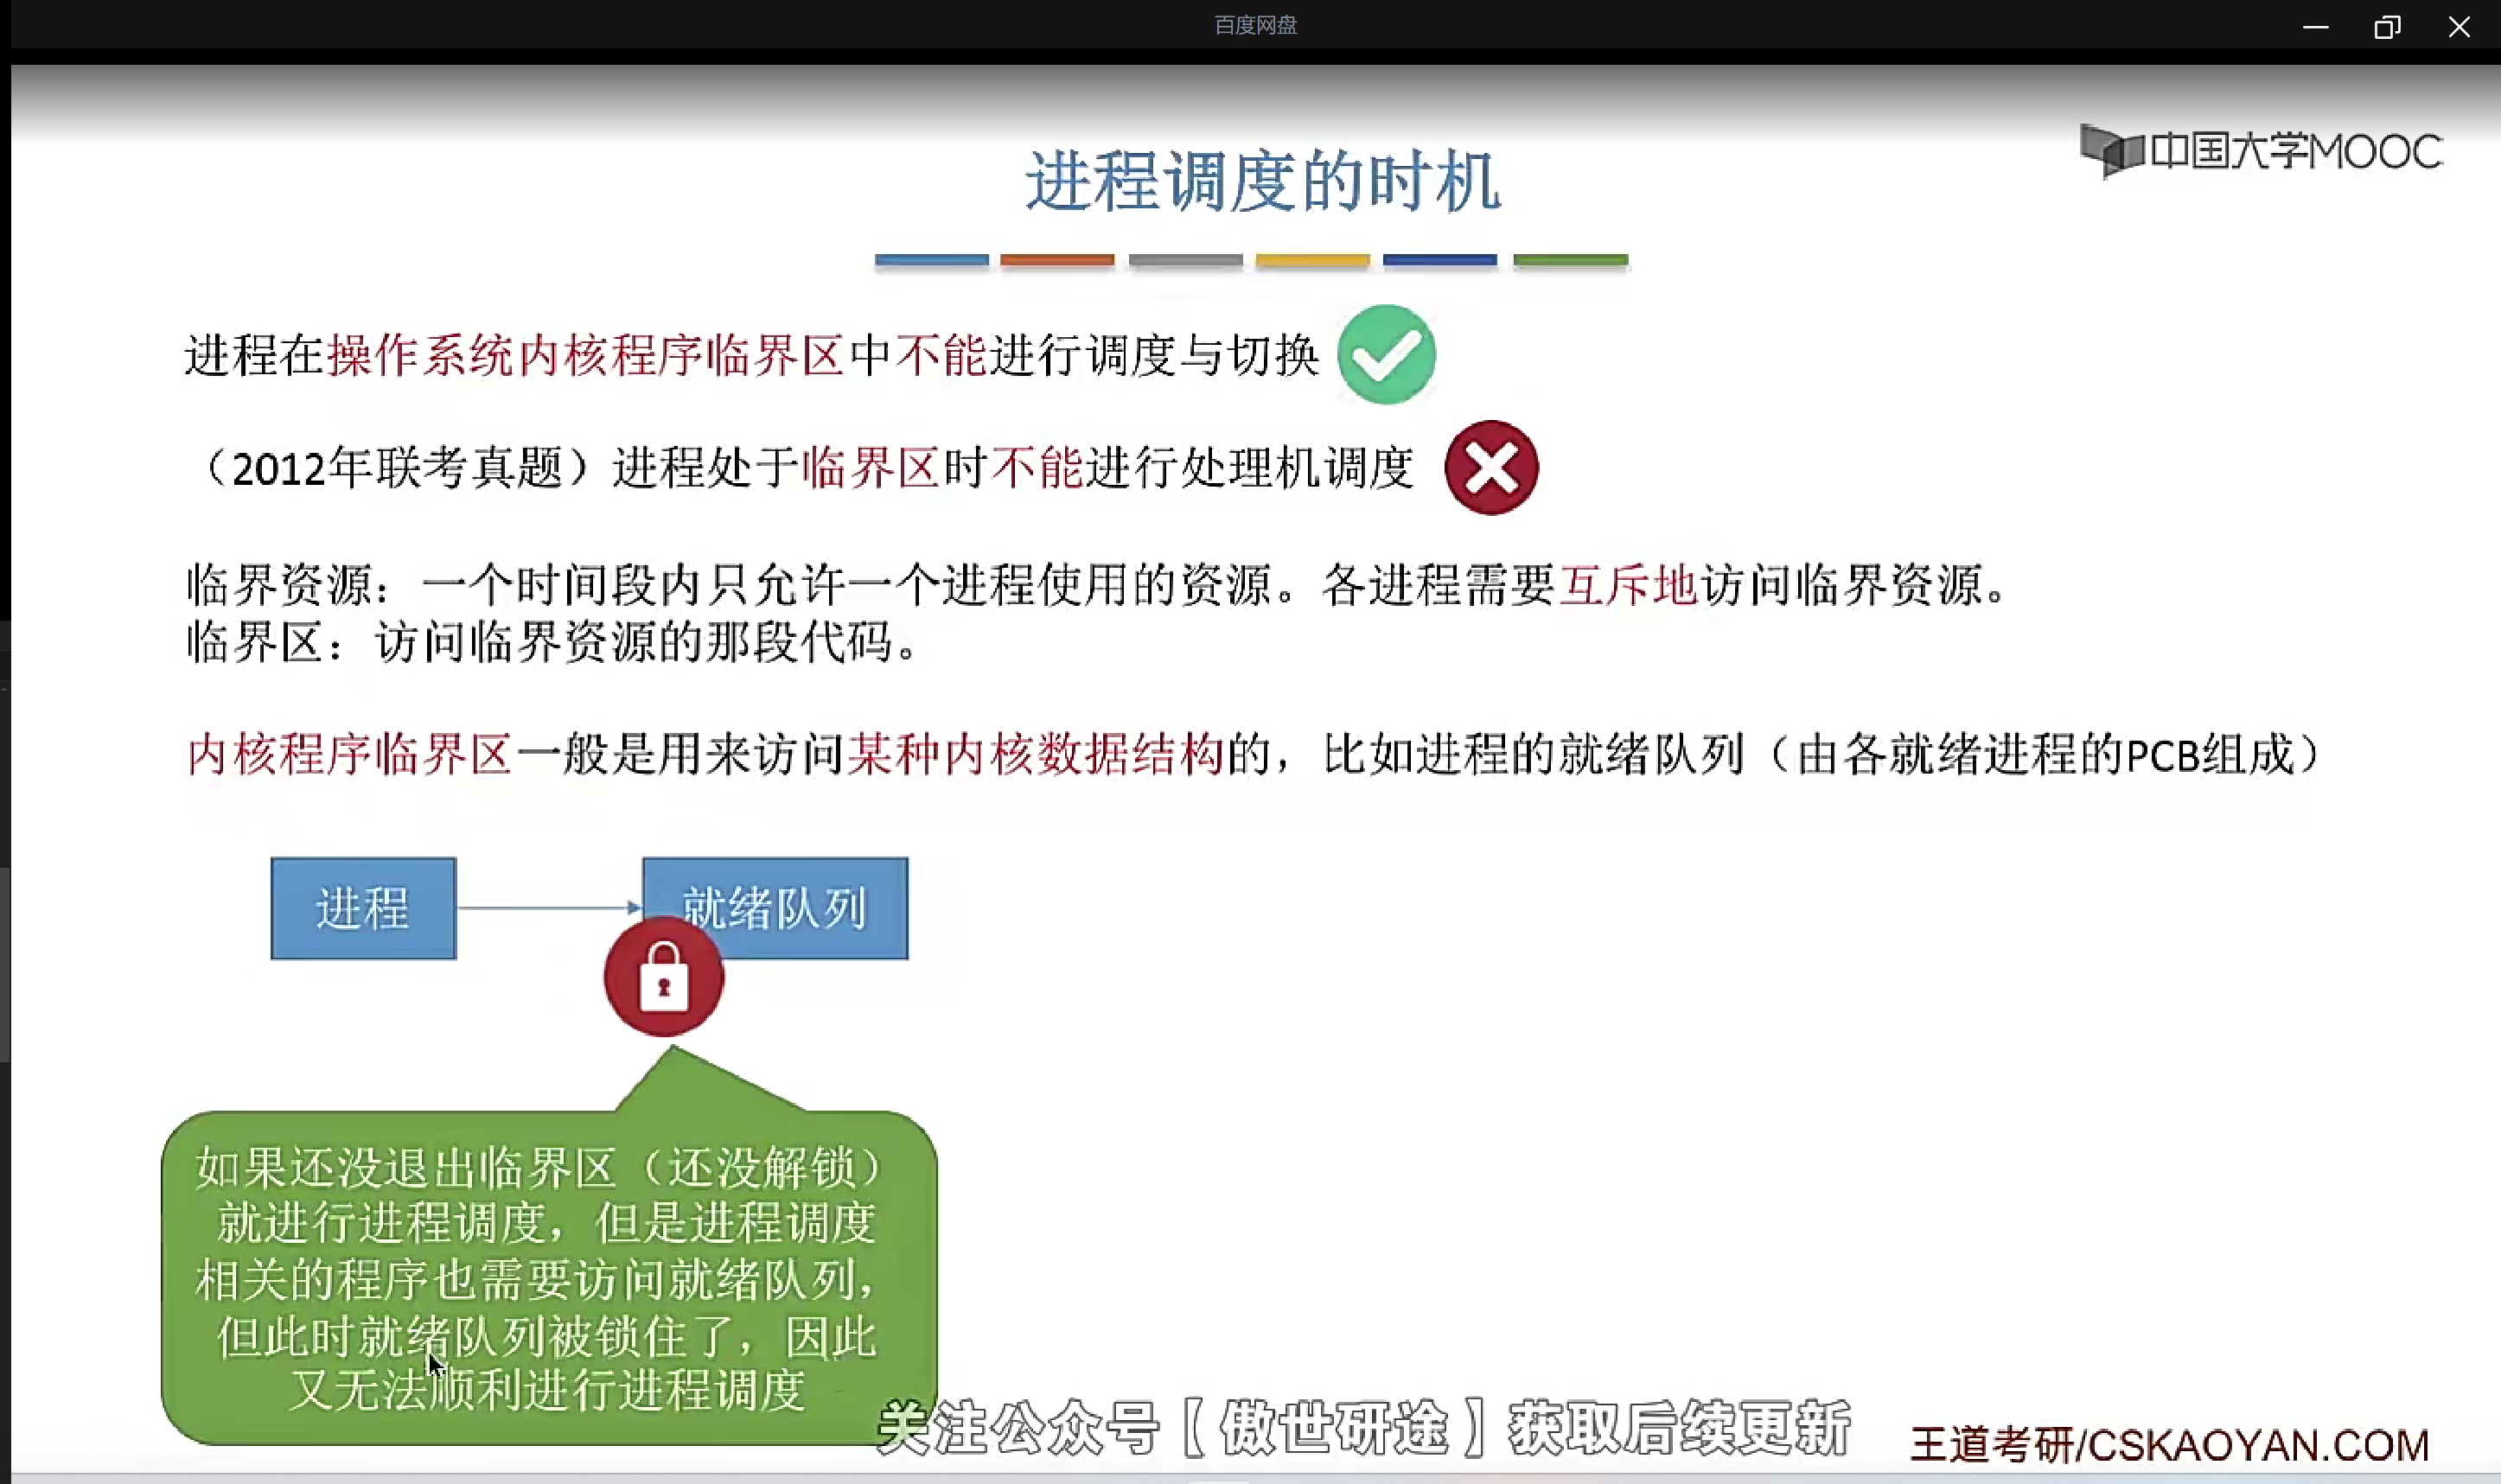 百度网盘
中国大学MOOC
进程调度的时机
进程在操作系统内核程序临界区中不能进行调度与切换
（2012年联考真题）进程处于临界区时不能进行处理机调度
临界资源：一个时间段内只允许一个进程使用的资源。各进程需要互斥地访问临界资源。
临界区：访问临界资源的那段代码。
内核程序临界区一般是用来访问某种内核数据结构的，比如进程的就绪队列（由各就绪进程的PCB组成）
进程
就绪队列
如果还没退出临界区（还没解锁）
就进行进程调度，但是进程调度
相关的程序也需要访问就绪队列，
但此时就绪队列被锁住了，因此
又无法顺利进行进程调度
关注公众号【傲世研途】获取后续更新
王道考研/CSKAOYAN.COM